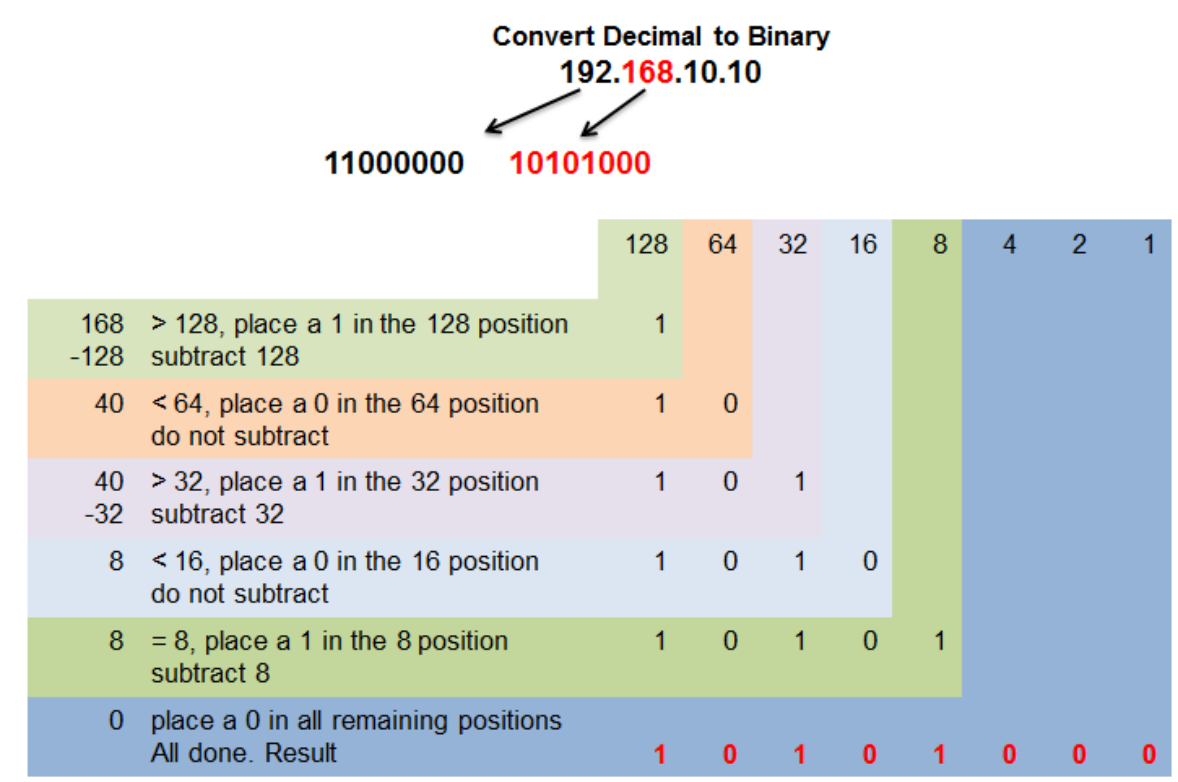 Convert Decimal to Binary
192.168.10.10
11000000 10101000
128 64 32 16 8 4 2 1
168 > 128, place a 1 in the 128 position 1
-128 subtract 128
40 < 64, place a 0 in the 64 position 1 0
do not subtract
40 > 32, place a 1 in the 32 position 1 0 1
-32 subtract 32
8 < 16, place a 0 in the 16 position 1 0 1 0
do not subtract
8 = 8, place a 1 in the 8 position 1 0 1 0 1
subtract 8
0 place a 0 in all remaining positions
All done. Result 1 0 1 0 1 0 0 0